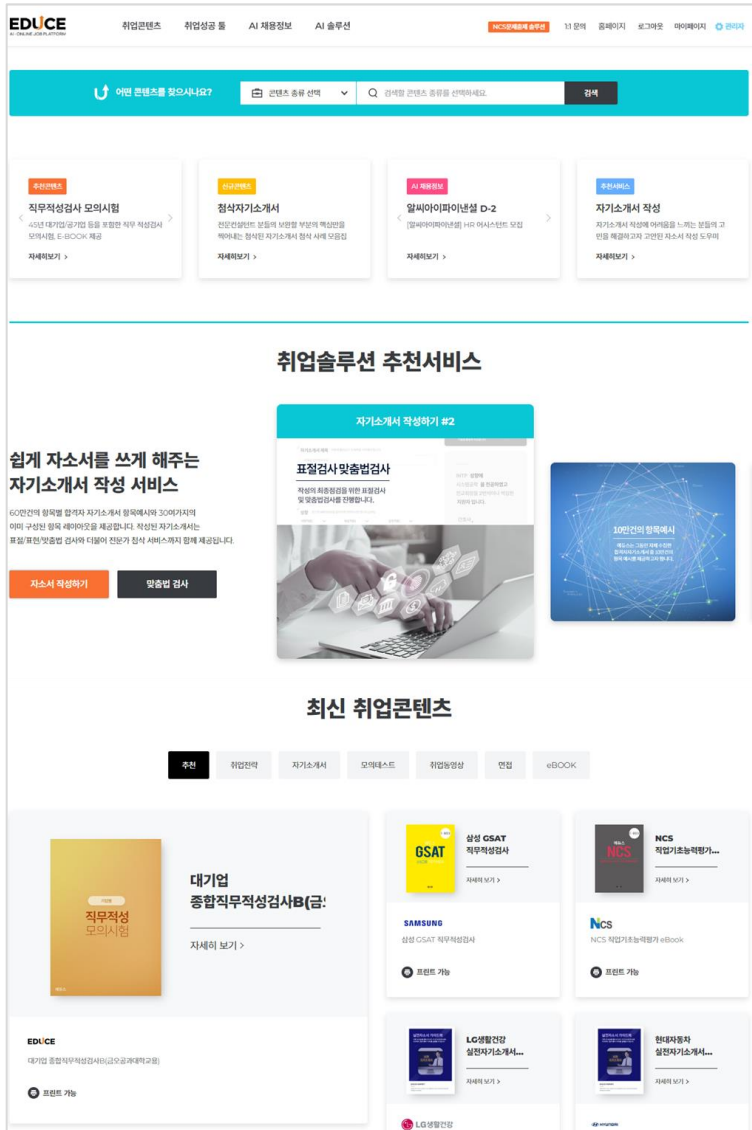 EDUCE
AI · ONLINE JOB PLATFORM
취업콘텐츠
취업성공 툴
AI 채용정보
AI 솔루션
NCS문제출제 솔루션
1:1 문의
홈페이지
로그아웃
마이페이지
관리자
어떤 콘텐츠를 찾으시나요?
콘텐츠 종류 선택
검색할 콘텐츠 종류를 선택하세요.
검색
추천콘텐츠
직무적성검사 모의시험
45년 대기업/공기업 등을 포함한 직무 적성검사
모의시험, E-BOOK 제공
자세히보기 >
신규콘텐츠
첨삭자기소개서
전문컨설턴트 분들의 보완할 부분의 핵심만을
찍어내는 첨삭된 자기소개서 첨삭 사례 모음집
자세히보기 >
AI 채용정보
알씨아이파이낸셜 D-2
[알씨아이파이낸셜] HR 어시스턴트 모집
자세히보기 >
추천서비스
자기소개서 작성
자기소개서 작성에 어려움을 느끼는 분들의 고
민을 해결하고자 고안된 자소서 작성 도우미
자세히보기 >
취업솔루션 추천서비스
쉽게 자소서를 쓰게 해주는
자기소개서 작성 서비스
60만건의 항목별 합격자 자기소개서 항목예시와 30여가지의
이미 구성된 항목 레이아웃을 제공합니다. 작성된 자기소개서는
표절/표현/맞춤법 검사와 더불어 전문가 첨삭 서비스까지 함께 제공됩니다.
자소서 작성하기
맞춤법 검사
자기소개서 작성하기 #2
표절검사 맞춤법검사
작성의 최종점검을 위한 표절검사
및 맞춤법검사를 진행합니다.
10만건의 항목예시
최신 취업콘텐츠
추천
취업전략
자기소개서
모의테스트
취업동영상
면접
eBOOK
직무적성
모의시험
대기업
종합직무적성검사B(금오
자세히 보기 >
EDUCE
대기업 종합직무적성검사B(금오공과대학교용)
프린트 가능
GSAT
삼성 GSAT
직무적성검사
자세히 보기 >
SAMSUNG
삼성 GSAT 직무적성검사
프린트 가능
NCS
NCS
직업기초능력평가...
자세히 보기 >
NCS
NCS 직업기초능력평가 eBook
프린트 가능
LG생활건강
실전자기소개서...
자세히 보기 >
LG생활건강
현대자동차
실전자기소개서...
자세히 보기 >
HYUNDAI